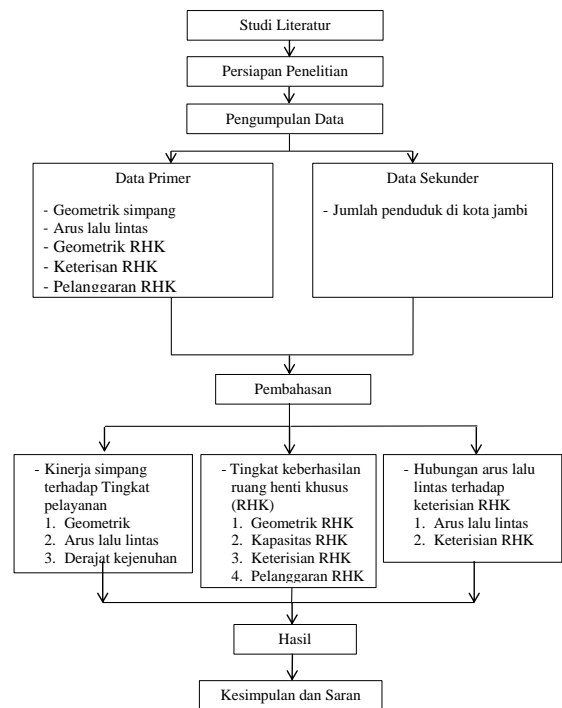 Studi Literatur
Persiapan Penelitian
Pengumpulan Data
Data Primer
- Geometrik simpang
- Arus lalu lintas
- Geometrik RHK
- Keterisan RHK
- Pelanggaran RHK
Data Sekunder
- Jumlah penduduk di kota jambi
Pembahasan
- Kinerja simpang
terhadap Tingkat
pelayanan
1. Geometrik
2. Arus lalu lintas
3. Derajat kejenuhan
- Tingkat keberhasilan
ruang henti khusus
(RHK)
1. Geometrik RHK
2. Kapasitas RHK
3. Keterisian RHK
4. Pelanggaran RHK
- Hubungan arus lalu
lintas terhadap
keterisian RHK
1. Arus lalu lintas
2. Keterisian RHK
Hasil
Kesimpulan dan Saran